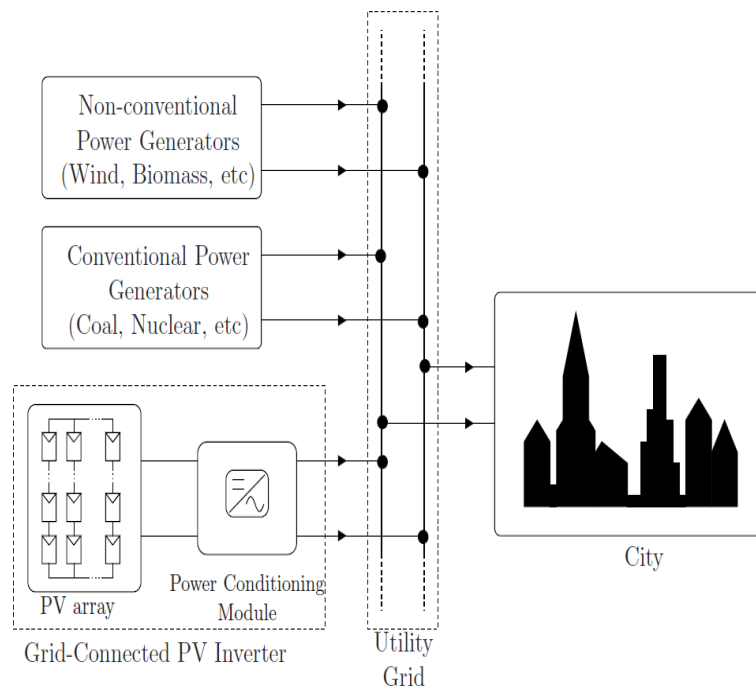 Non-conventional
Power Generators
(Wind, Biomass, etc)
Conventional Power
Generators
(Coal, Nuclear, etc)
PV array
Power Conditioning
Module
Grid-Connected PV Inverter
Utility
Grid
City